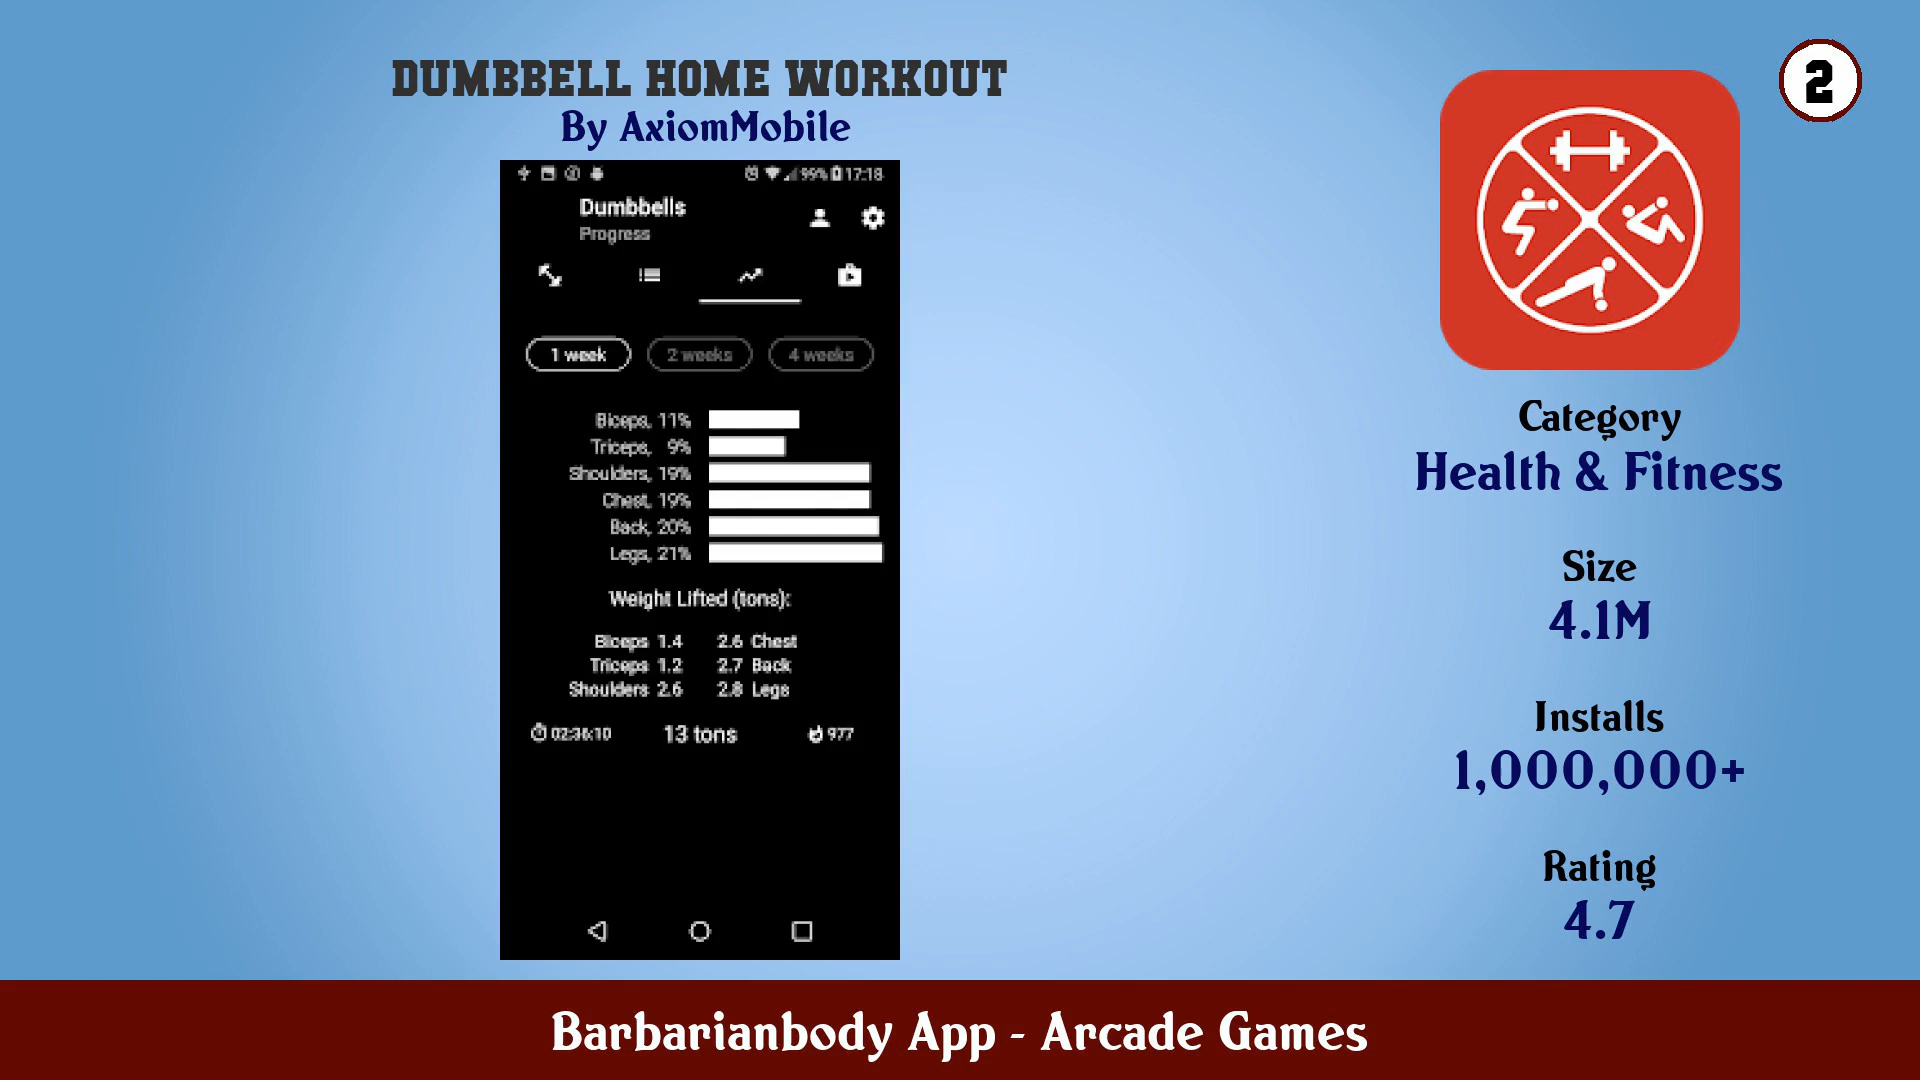 DUMBBELL HOME WORKOUT
By AxiomMobile
2
99% 17:18
Dumbbells
Progress
1 week 2 weeks 4 weeks
Biceps, 11%
Triceps, 9%
Shoulders, 19%
Chest, 19%
Back, 20%
Legs, 21%
Weight Lifted (tons):
Biceps 1.4 2.6 Chest
Triceps 1.2 2.7 Back
Shoulders 2.6 2.8 Legs
02:36:10 13 tons 977
Category
Health & Fitness
Size
4.1M
Installs
1,000,000+
Rating
4.7
Barbarianbody App - Arcade Games